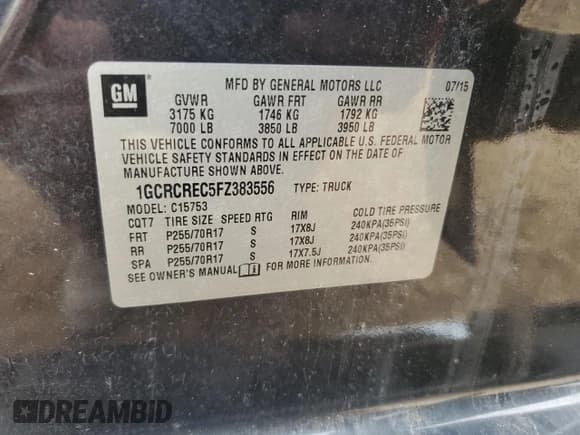 GM
MFD BY GENERAL MOTORS LLC 07/15
GVWR GAWR FRT GAWR RR
3175 KG 1746 KG 1792 KG
7000 LB 3850 LB 3950 LB
THIS VEHICLE CONFORMS TO ALL APPLICABLE U.S. FEDERAL MOTOR
VEHICLE SAFETY STANDARDS IN EFFECT ON THE DATE OF
MANUFACTURE SHOWN ABOVE.
1GCRCREC5FZ383556 TYPE: TRUCK
MODEL: C15753
CQT7 TIRE SIZE SPEED RTG RIM COLD TIRE PRESSURE
FRT P255/70R17 S 17X8J 240KPA(35PSI)
RR P255/70R17 S 17X8J 240KPA(35PSI)
SPA P255/70R17 S 17X7.5J 240KPA(35PSI)
SEE OWNER'S MANUAL FOR MORE INFORMATION.
DREAMBID